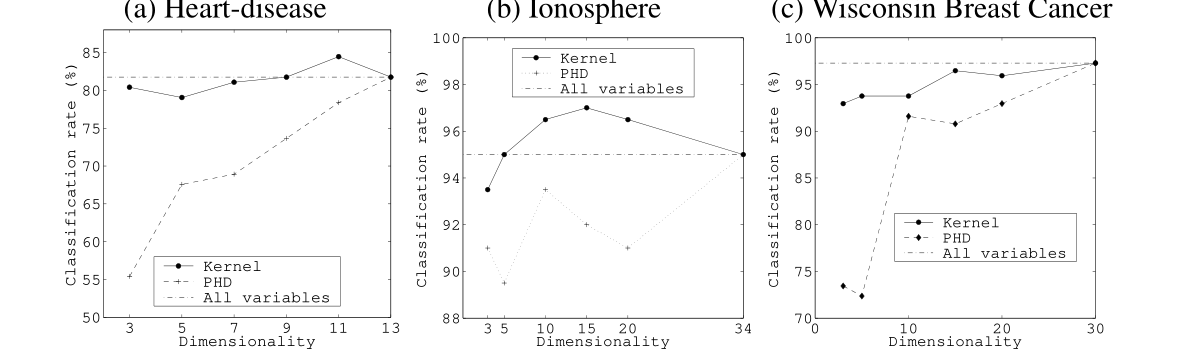 (a) Heart-disease
(b) Ionosphere
(c) Wisconsin Breast Cancer
Classification rate (%)
85
80
75
70
65
60
55
50
Kernel
PHD
All variables
3 5 7 9 11 13
Dimensionality
Classification rate (%)
100
98
96
94
92
90
88
Kernel
PHD
All variables
3 5 10 15 20 34
Dimensionality
Classification rate (%)
100
95
90
85
80
75
70
Kernel
PHD
All variables
0 10 20 30
Dimensionality